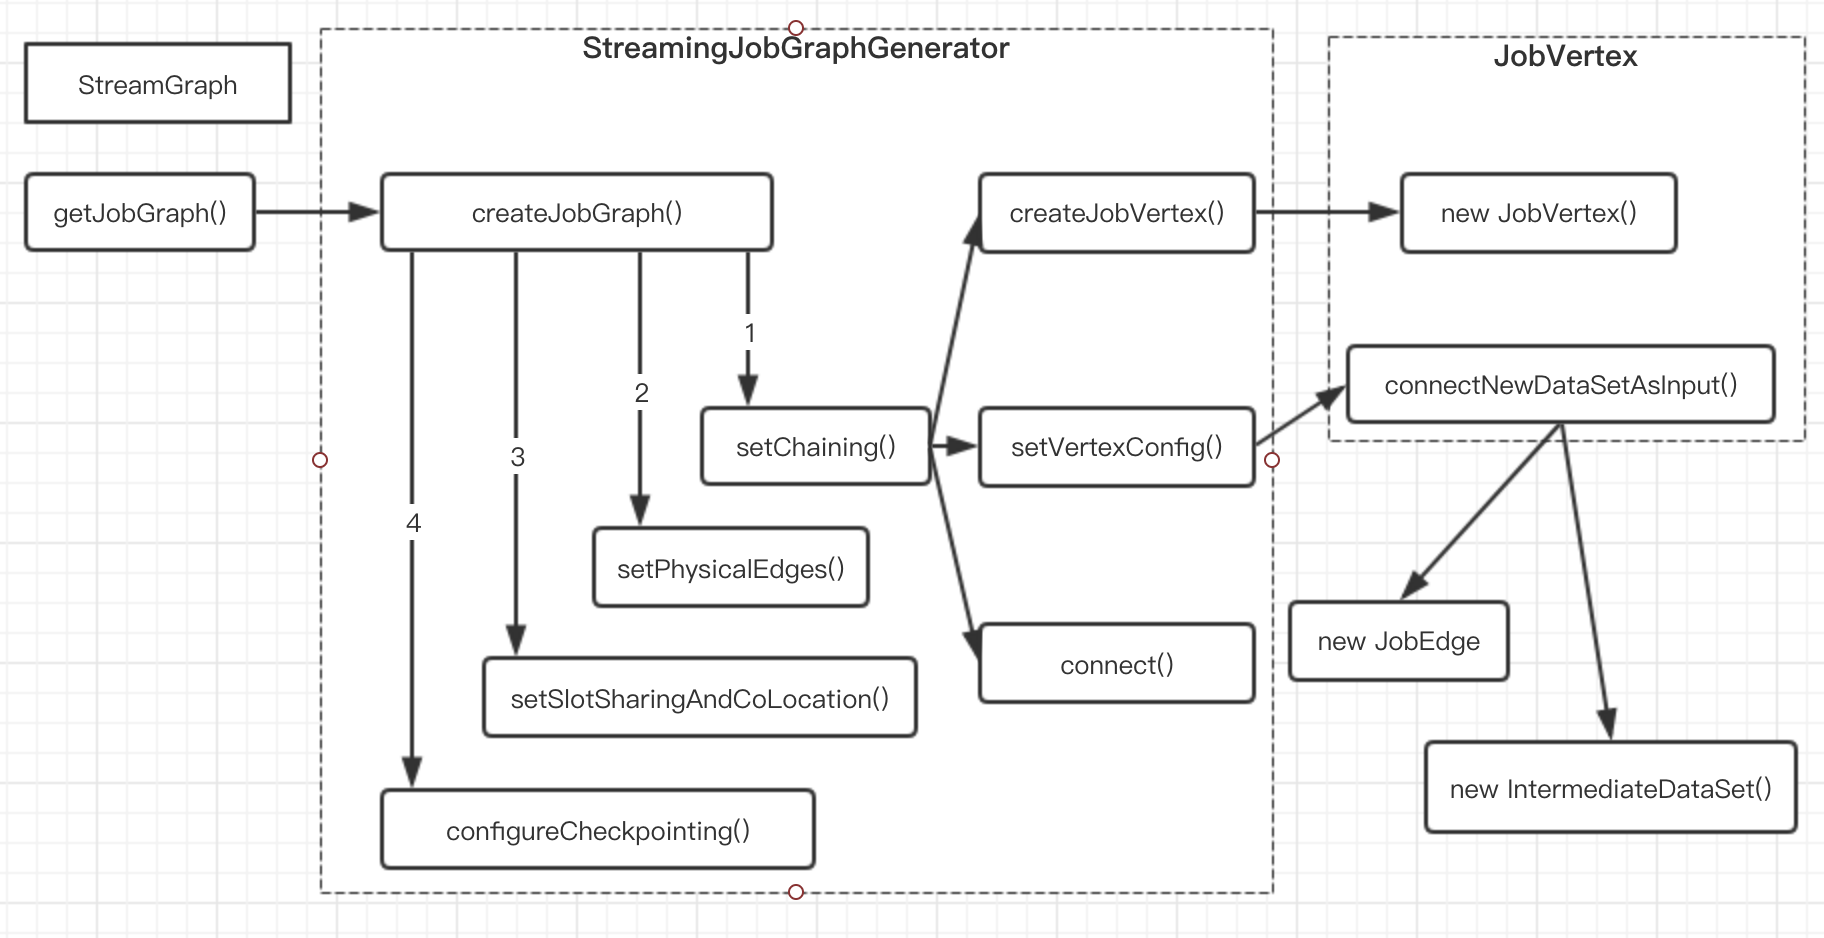 StreamingJobGraphGenerator
JobVertex
StreamGraph
getJobGraph()
createJobGraph()
createJobVertex()
new JobVertex()
1
connectNewDataSetAsInput()
2
setChaining()
setVertexConfig()
3
4
setPhysicalEdges()
new JobEdge
connect()
setSlotSharingAndCoLocation()
new IntermediateDataSet()
configureCheckpointing()